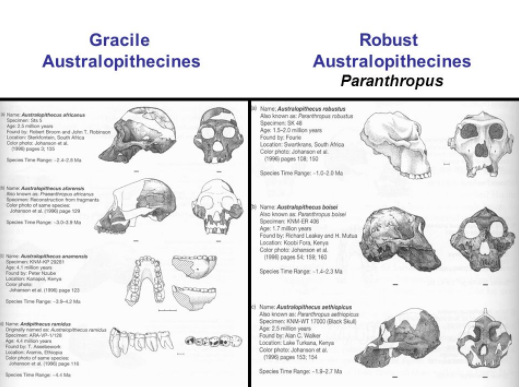 Gracile
Australopithecines
Robust
Australopithecines
Paranthropus
Name: Australopithecus africanus
Specimen: Sts 5
Age: 2.5 million years
Found by: Robert Broom and John T. Robinson
Location: Sterkfontein, South Africa
Color photo: Johanson et al.
(1996) pages 3, 135
Species Time Range: ~2.4–2.8 Ma
Name: Australopithecus afarensis
Also known as: Praeanthropus africanus
Specimen: Reconstruction from fragments
Color photo of same species:
Johanson et al. (1996) page 129
Species Time Range: ~3.0–3.9 Ma
Name: Australopithecus anamensis
Specimen: KNM-KP 29281
Age: 4.1 million years
Found by: Peter Nzube
Location: Kanapoi, Kenya
Color photo:
Johanson et al. (1996) page 123
Species Time Range: ~3.9–4.2 Ma
Name: Ardipithecus ramidus
Originally named as: Australopithecus ramidus
Specimen: ARA-VP-1/128
Age: 4.4 million years
Found by: T. Assebework
Location: Aramis, Ethiopia
Color photo of same species:
Johanson et al. (1996) page 116
Species Time Range: ~4.4 Ma
Name: Australopithecus robustus
Also known as: Paranthropus robustus
Specimen: SK 48
Age: 1.5–2.0 million years
Found by: Fourie
Location: Swartkrans, South Africa
Color photo: Johanson et al.
(1996) pages 108; 150
Species Time Range: ~1.0–2.0 Ma
Name: Australopithecus boisei
Also known as: Paranthropus boisei
Specimen: KNM-ER 406
Age: 1.7 million years
Found by: Richard Leakey and H. Mutua
Location: Koobi Fora, Kenya
Color photo: Johanson et al.
(1996) pages 54; 159; 160
Species Time Range: ~1.4–2.3 Ma
Name: Australopithecus aethiopicus
Also known as: Paranthropus aethiopicus
Specimen: KNM-WT 17000 (Black Skull)
Age: 2.5 million years
Found by: Alan C. Walker
Location: Lake Turkana, Kenya
Color photo: Johanson et al.
(1996) pages 153; 154
Species Time Range: ~1.9–2.7 Ma